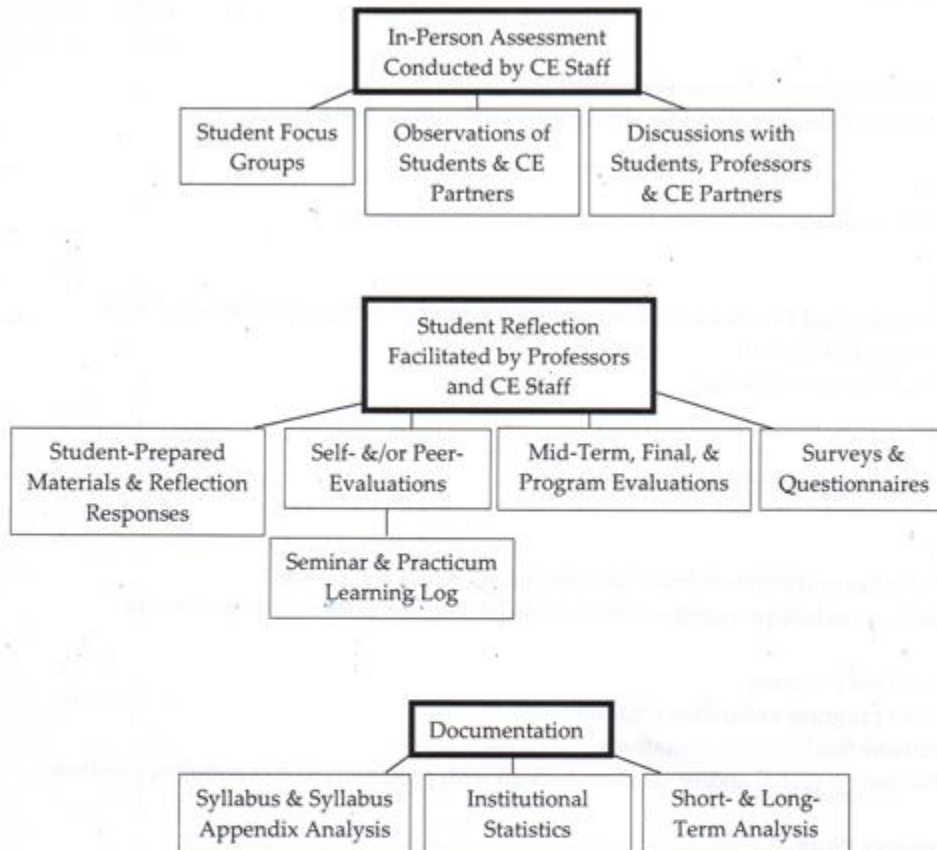 In-Person Assessment
Conducted by CE Staff
Student Focus
Groups
Observations of
Students & CE
Partners
Discussions with
Students, Professors
& CE Partners
Student Reflection
Facilitated by Professors
and CE Staff
Student-Prepared
Materials & Reflection
Responses
Self- &/or Peer-
Evaluations
Mid-Term, Final, &
Program Evaluations
Surveys &
Questionnaires
Seminar & Practicum
Learning Log
Documentation
Syllabus & Syllabus
Appendix Analysis
Institutional
Statistics
Short- & Long-
Term Analysis